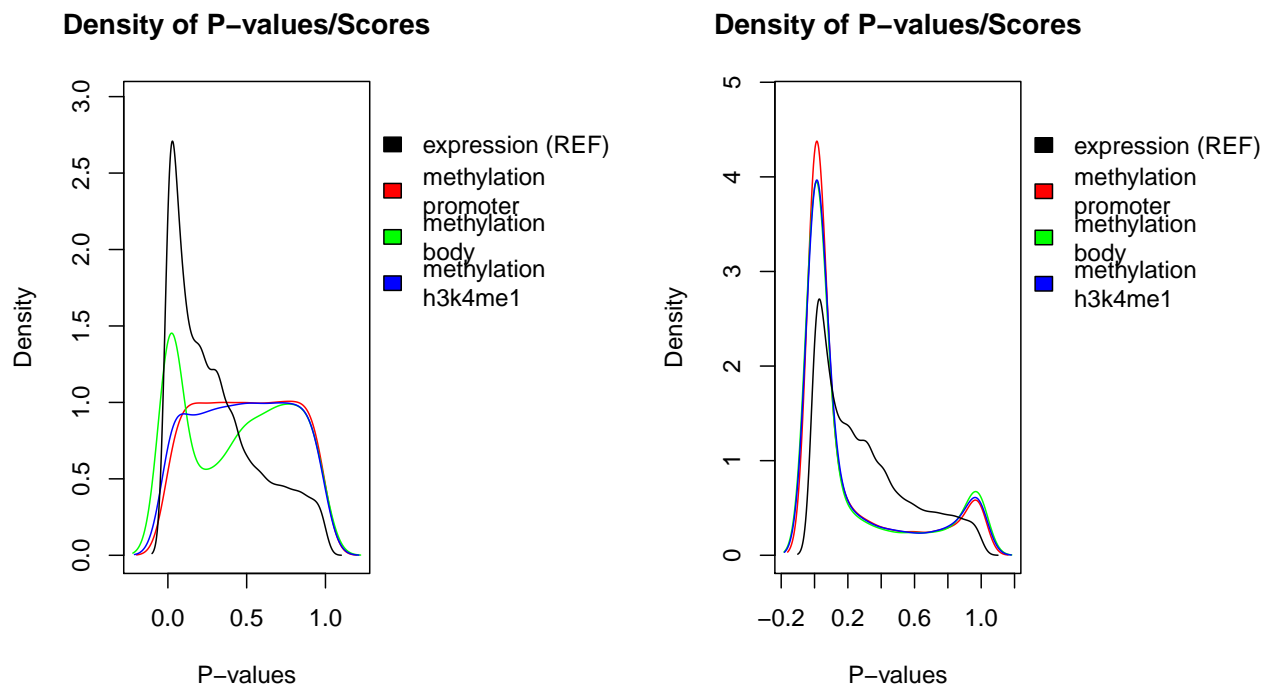 Density of P−values/Scores
Density
3.0
2.5
2.0
1.5
1.0
0.5
0.0
0.0 0.5 1.0
P−values
expression (REF)
methylation
promoter
methylation
body
methylation
h3k4me1
Density of P−values/Scores
Density
5
4
3
2
1
0
−0.2 0.2 0.6 1.0
P−values
expression (REF)
methylation
promoter
methylation
body
methylation
h3k4me1